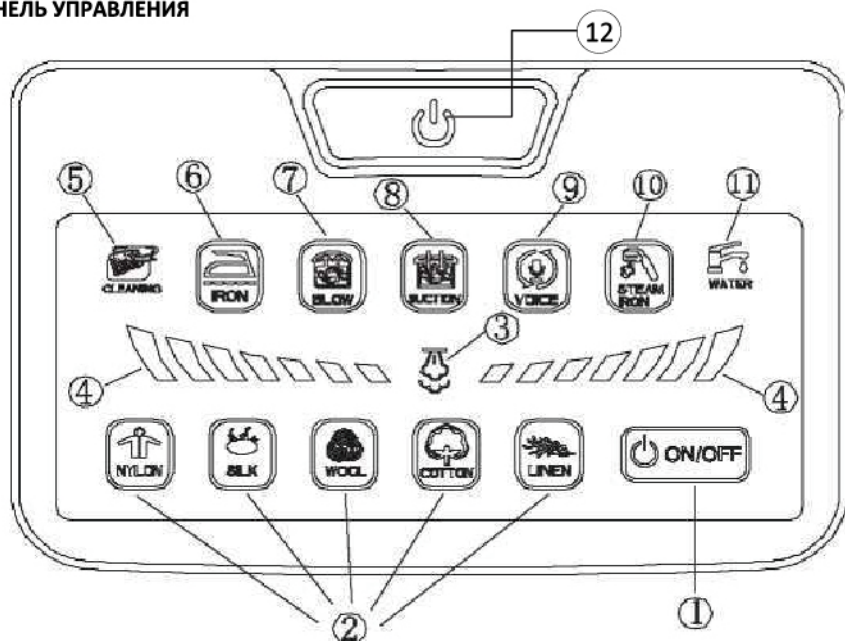 НЕЛЬ УПРАВЛЕНИЯ
12
5 6 7 8 9 10 11
CLEANING IRON BLOW SUCTION VOICE STEAM IRON WATER
3
4 4
NYLON SILK WOOL COTTON LINEN ON/OFF
2 1